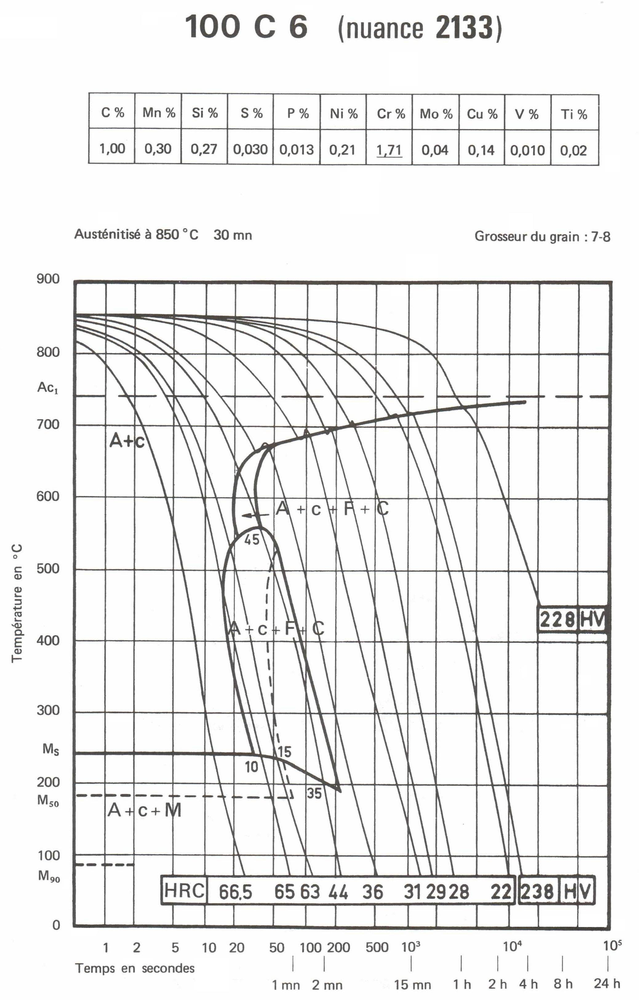 100 C 6 (nuance 2133)
C % Mn % Si % S % P % Ni % Cr % Mo % Cu % V % Ti %
1,00 0,30 0,27 0,030 0,013 0,21 1,71 0,04 0,14 0,010 0,02
Austénitisé à 850 °C 30 mn Grosseur du grain : 7-8
900
800
Ac₁
700
A+c
600
A + c + F + C
45
500
Température en °C
228 HV
A + c + F + C
400
300
Ms
15
10
200
35
M₅₀
A + c + M
100
M₉₀
HRC 66,5 65 63 44 36 31 29 28 22 238 HV
0
1 2 5 10 20 50 100 200 500 10³ 10⁴ 10⁵
Temps en secondes
1 mn 2 mn 15 mn 1 h 2 h 4 h 8 h 24 h